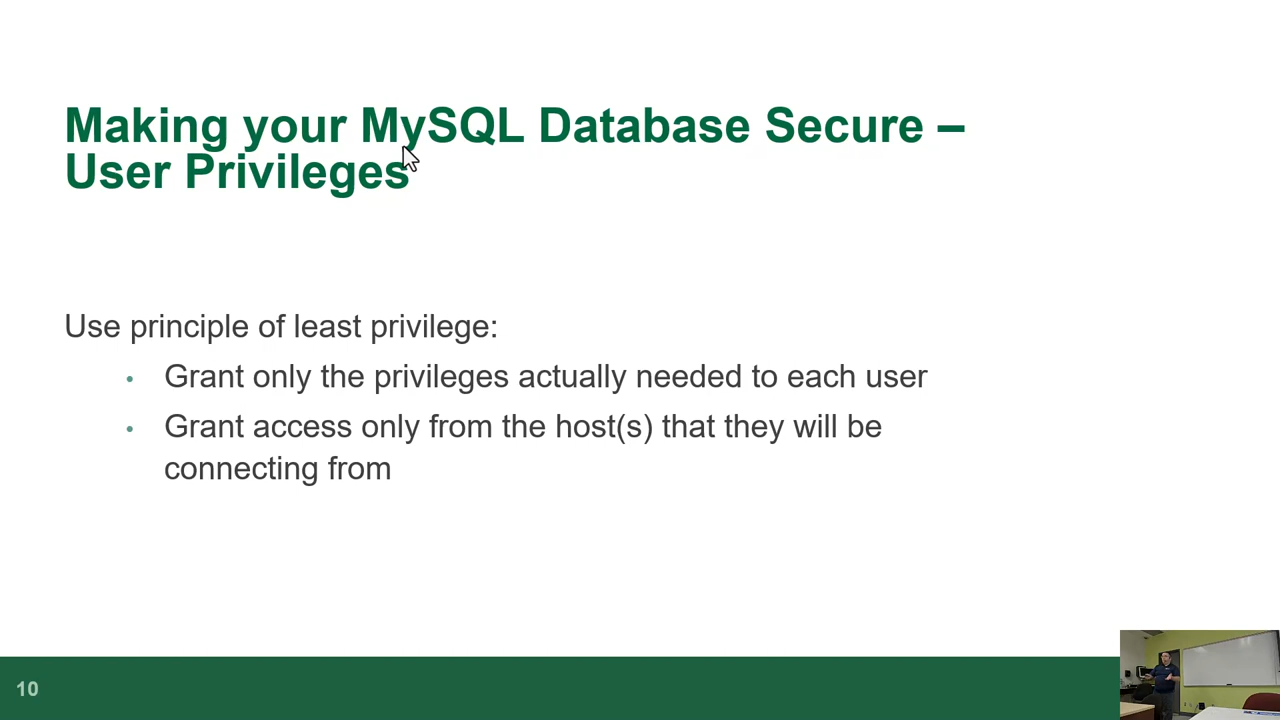 Making your MySQL Database Secure –
User Privileges
Use principle of least privilege:
• Grant only the privileges actually needed to each user
• Grant access only from the host(s) that they will be
connecting from
10